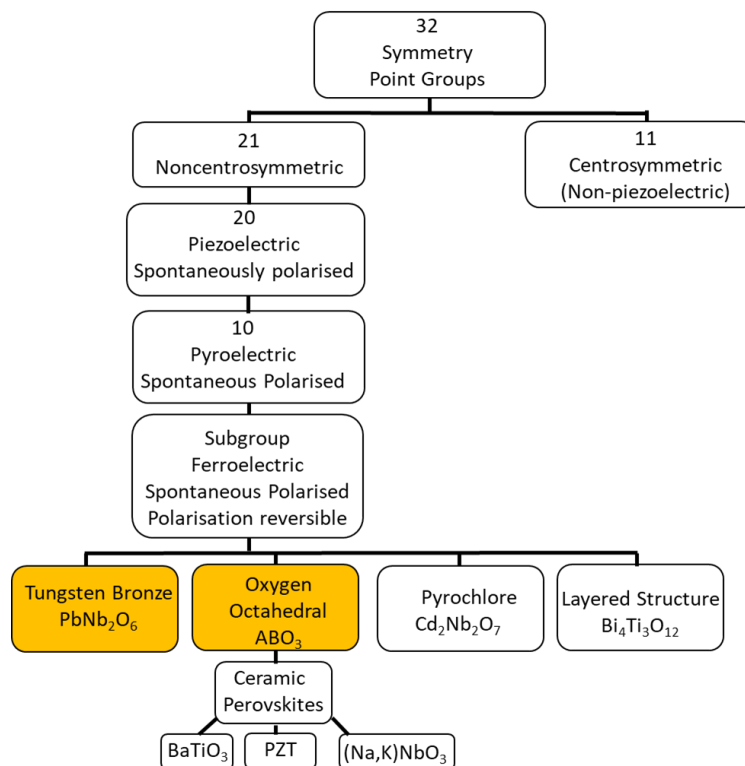 32
Symmetry
Point Groups
21
Noncentrosymmetric
11
Centrosymmetric
(Non-piezoelectric)
20
Piezoelectric
Spontaneously polarised
10
Pyroelectric
Spontaneous Polarised
Subgroup
Ferroelectric
Spontaneous Polarised
Polarisation reversible
Tungsten Bronze
PbNb₂O₆
Oxygen
Octahedral
ABO₃
Pyrochlore
Cd₂Nb₂O₇
Layered Structure
Bi₄Ti₃O₁₂
Ceramic
Perovskites
BaTiO₃
PZT
(Na,K)NbO₃